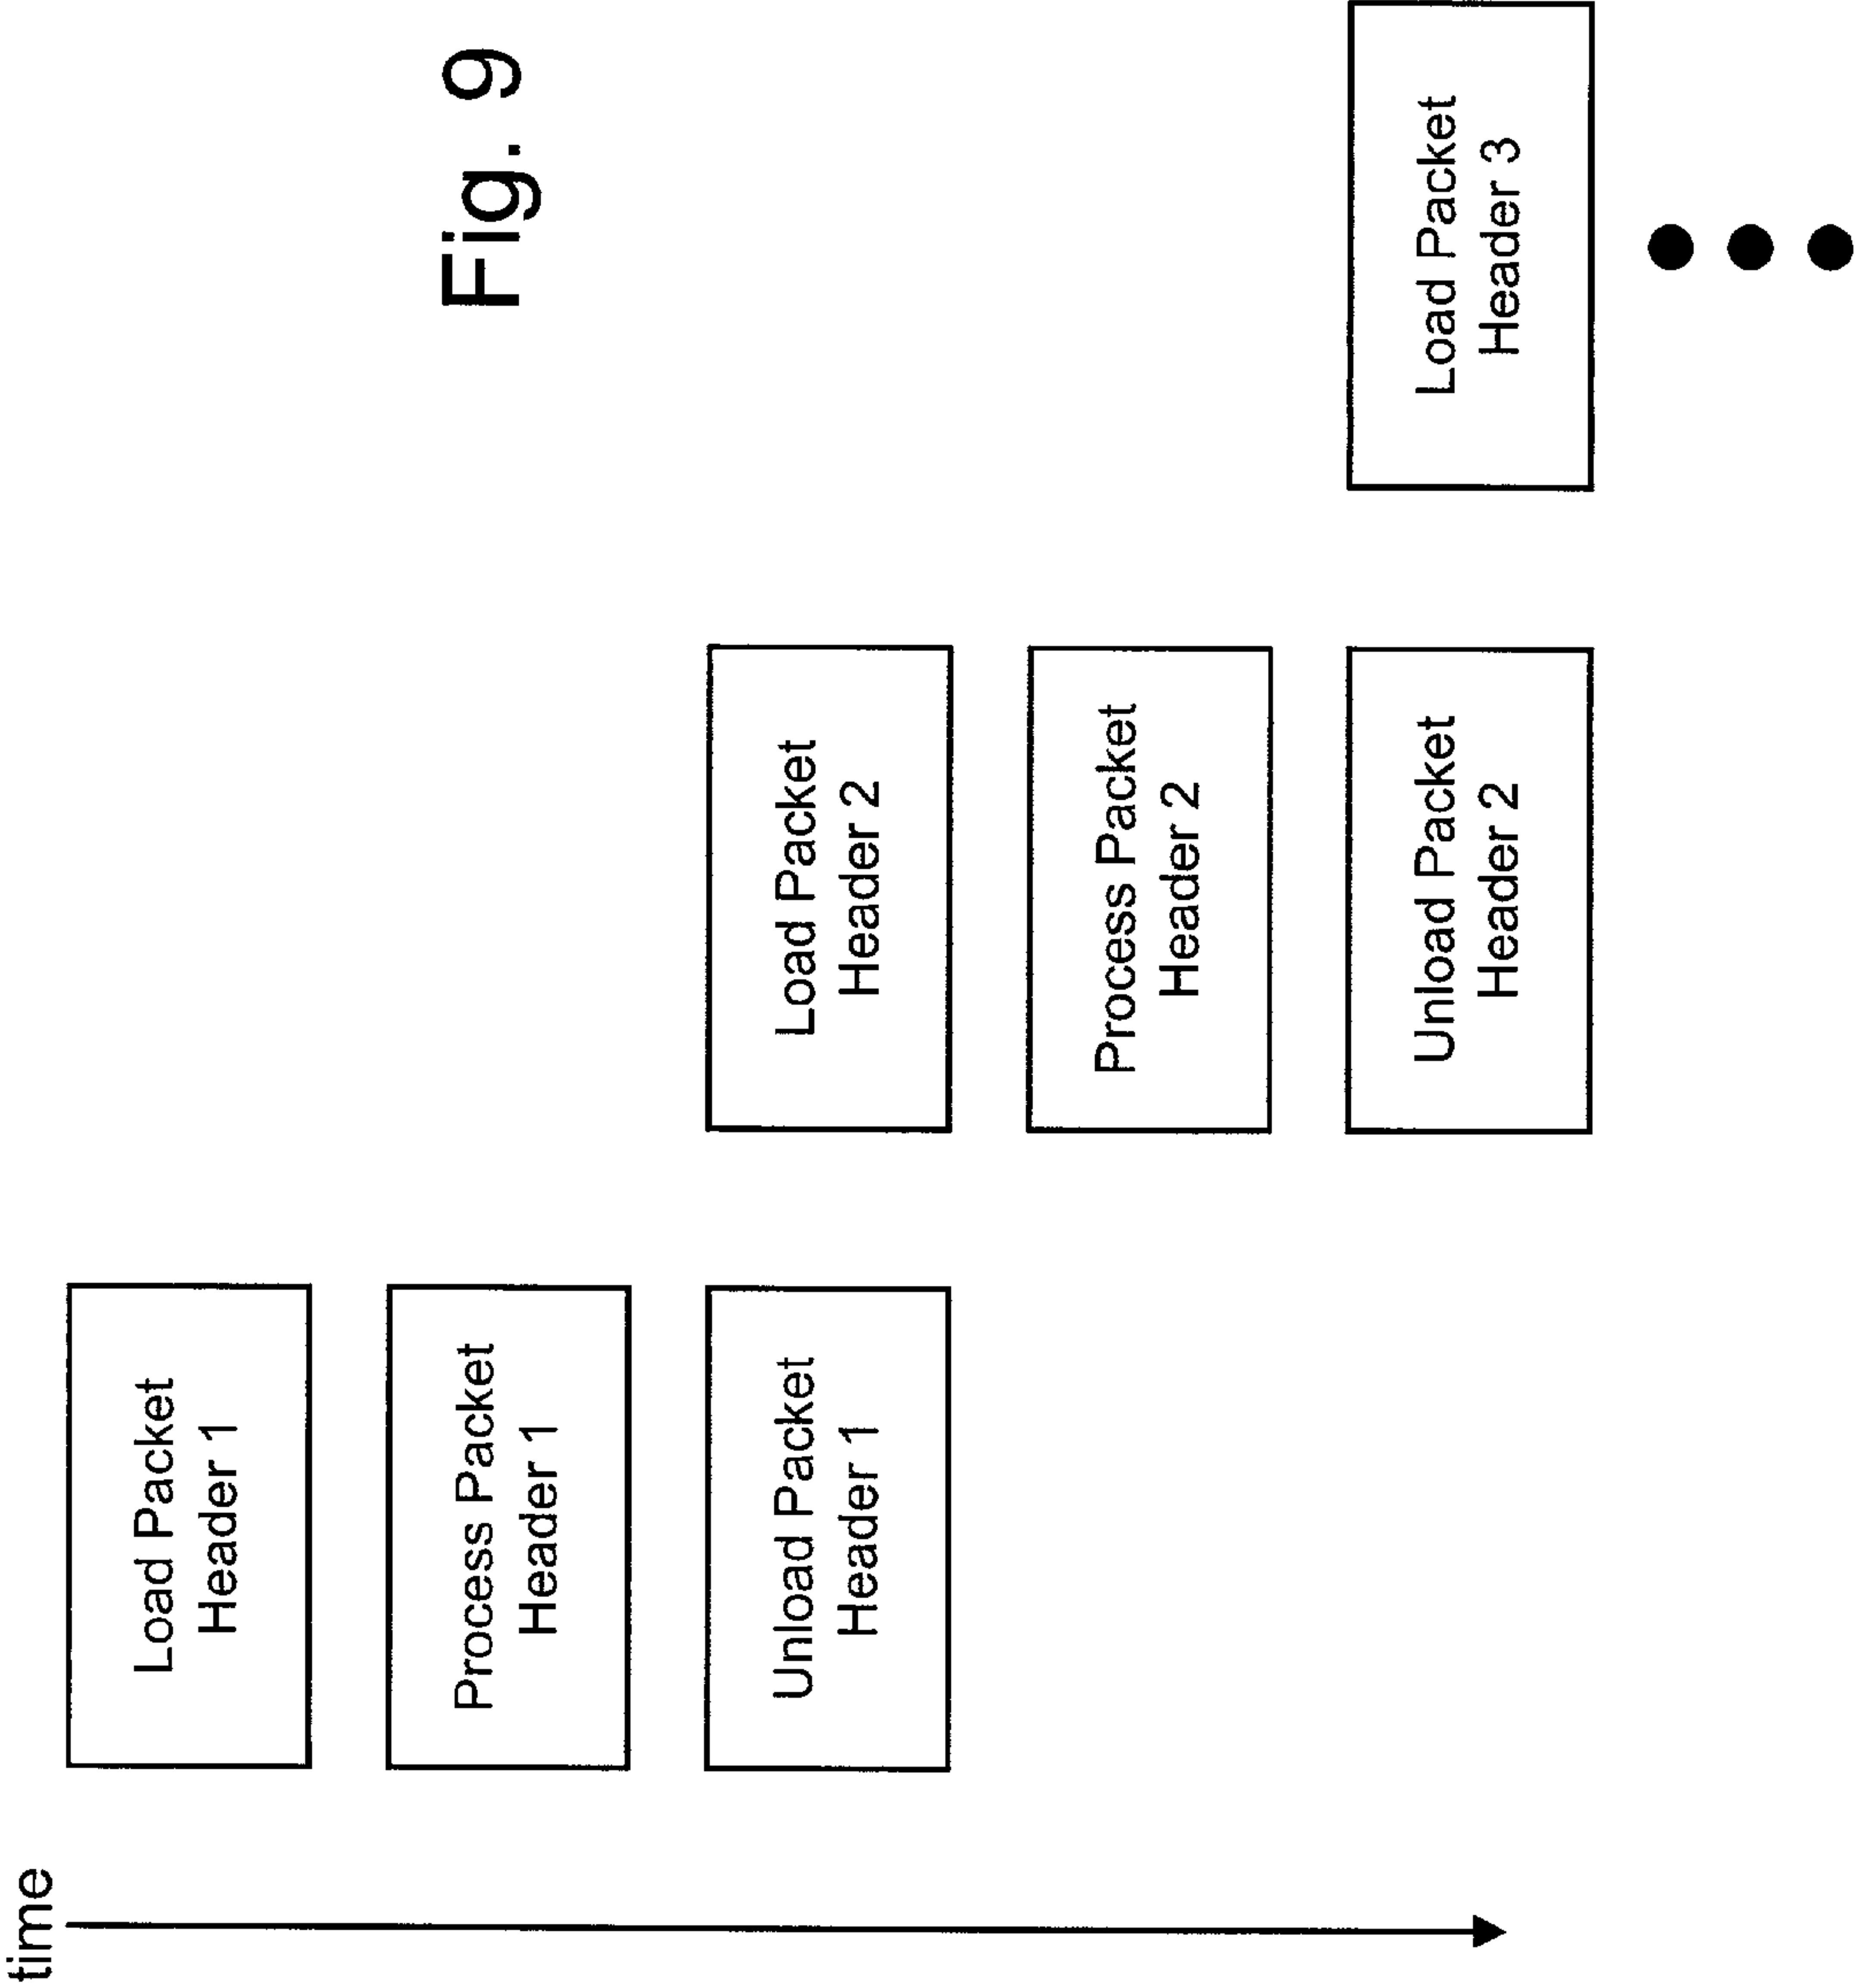 time
Load Packet
Header 1
Process Packet
Header 1
Fig. 9
Unload Packet
Header 1
Load Packet
Header 2
Process Packet
Header 2
Unload Packet
Header 2
Load Packet
Header 3